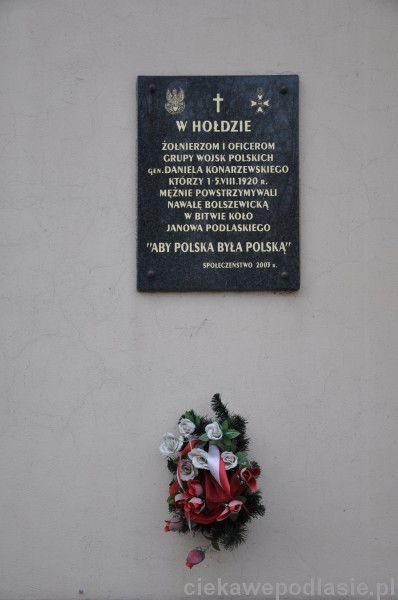 W HOŁDZIE
ŻOŁNIERZOM I OFICEROM
GRUPY WOJSK POLSKICH
GEN. DANIELA KONARZEWSKIEGO
KTÓRZY 1-5.VIII.1920 R.
MĘŻNIE POWSTRZYMYWALI
NAWAŁĘ BOLSZEWICKĄ
W BITWIE KOŁO
JANOWA PODLASKIEGO
"ABY POLSKA BYŁA POLSKĄ"
SPOŁECZEŃSTWO 2003 R.
ciekawepodlasie.pl